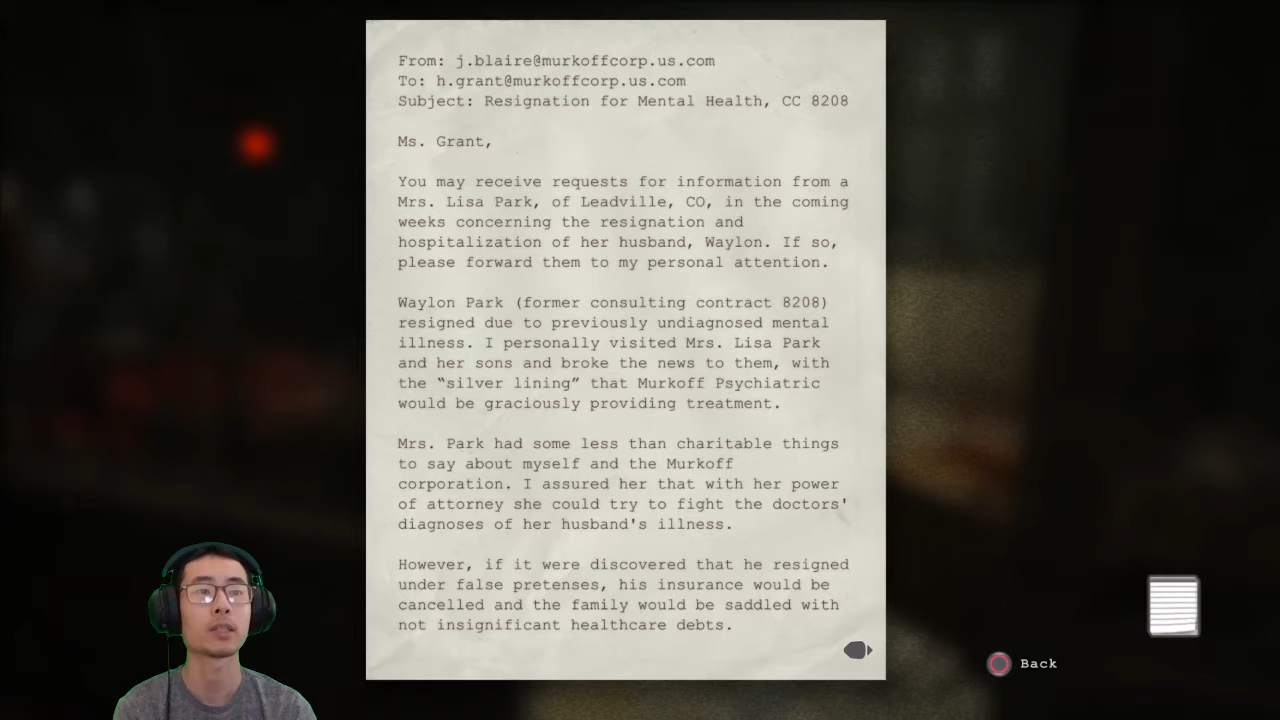 From: j.blaire@murkoffcorp.us.com
To: h.grant@murkoffcorp.us.com
Subject: Resignation for Mental Health, CC 8208
Ms. Grant,
You may receive requests for information from a
Mrs. Lisa Park, of Leadville, CO, in the coming
weeks concerning the resignation and
hospitalization of her husband, Waylon. If so,
please forward them to my personal attention.
Waylon Park (former consulting contract 8208)
resigned due to previously undiagnosed mental
illness. I personally visited Mrs. Lisa Park
and her sons and broke the news to them, with
the “silver lining” that Murkoff Psychiatric
would be graciously providing treatment.
Mrs. Park had some less than charitable things
to say about myself and the Murkoff
corporation. I assured her that with her power
of attorney she could try to fight the doctors'
diagnoses of her husband's illness.
However, if it were discovered that he resigned
under false pretenses, his insurance would be
cancelled and the family would be saddled with
not insignificant healthcare debts.
Back